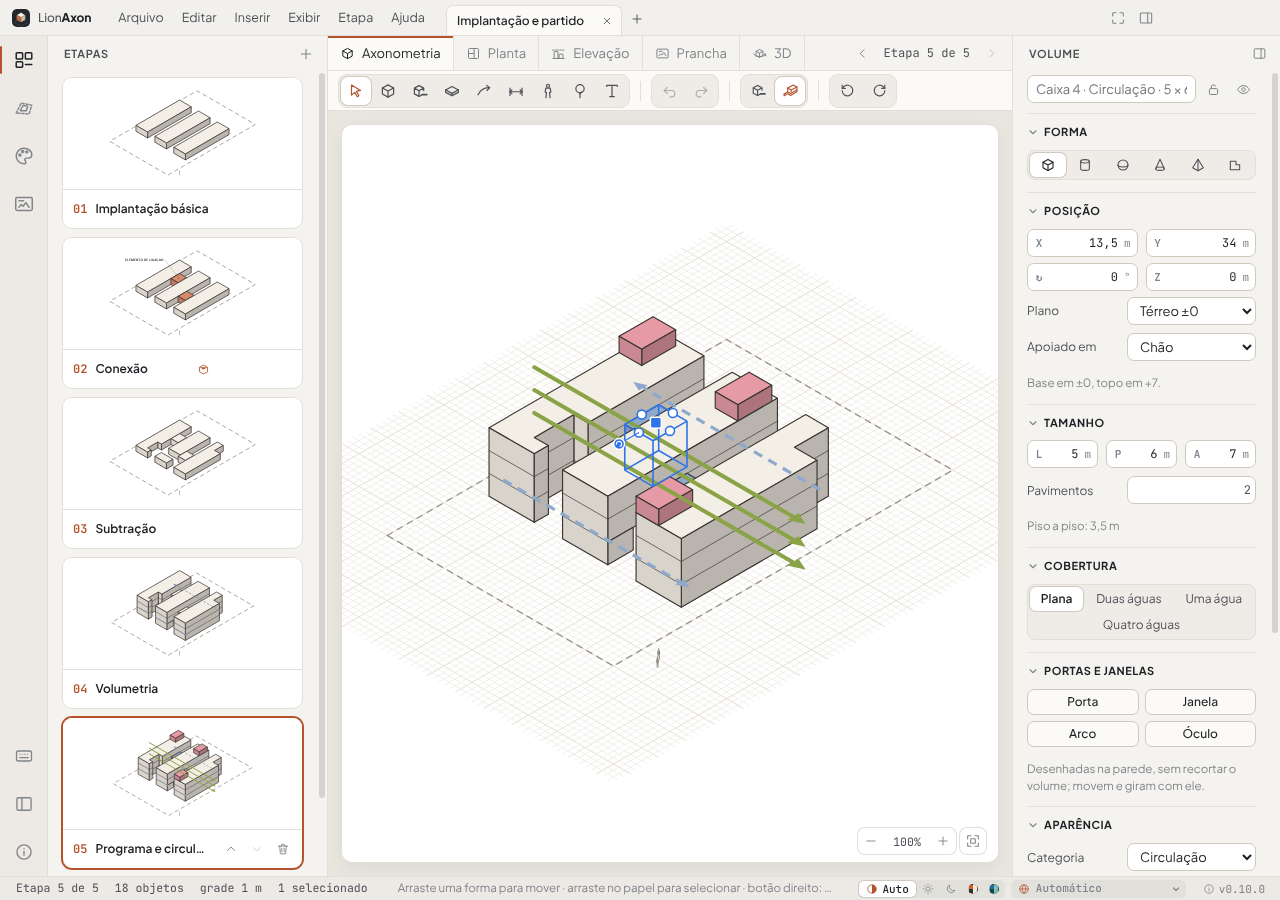 LionAxon Arquivo Editar Inserir Exibir Etapa Ajuda Implantação e partido × +
ETAPAS
01 Implantação básica
02 Conexão
03 Subtração
04 Volumetria
05 Programa e circul…
Axonometria Planta Elevação Prancha 3D Etapa 5 de 5
100%
VOLUME
Caixa 4 · Circulação · 5 ×
FORMA
POSIÇÃO
X 13,5 m Y 34 m
↻ 0 ° Z 0 m
Plano Térreo ±0
Apoiado em Chão
Base em ±0, topo em +7.
TAMANHO
L 5 m P 6 m A 7 m
Pavimentos 2
Piso a piso: 3,5 m
COBERTURA
Plana Duas águas Uma água
Quatro águas
PORTAS E JANELAS
Porta Janela
Arco Óculo
Desenhadas na parede, sem recortar o
volume; movem e giram com ele.
APARÊNCIA
Categoria Circulação
Etapa 5 de 5 18 objetos grade 1 m 1 selecionado Arraste uma forma para mover · arraste no papel para selecionar · botão direito: … Auto Automático v0.10.0